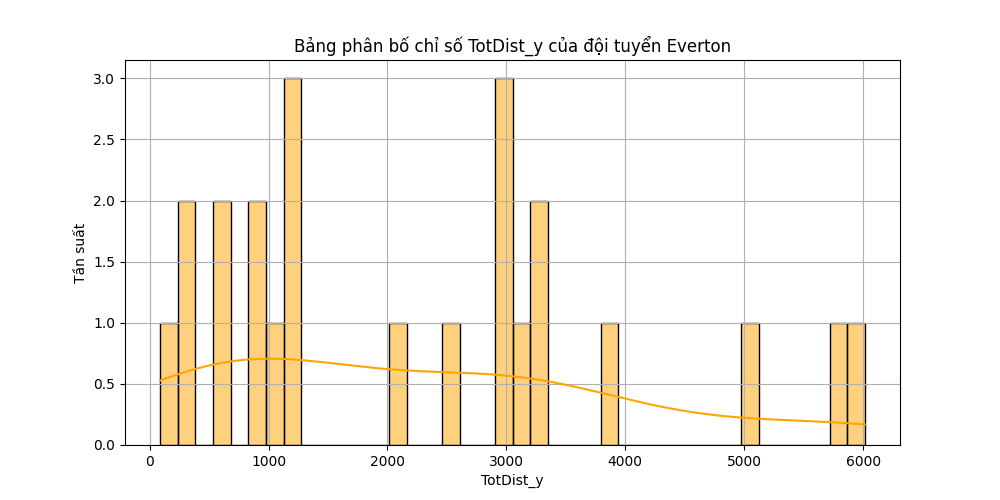 Bảng phân bố chỉ số TotDist_y của đội tuyển Everton
3.0
2.5
2.0
1.5
1.0
0.5
0.0
Tần suất
0 1000 2000 3000 4000 5000 6000
TotDist_y